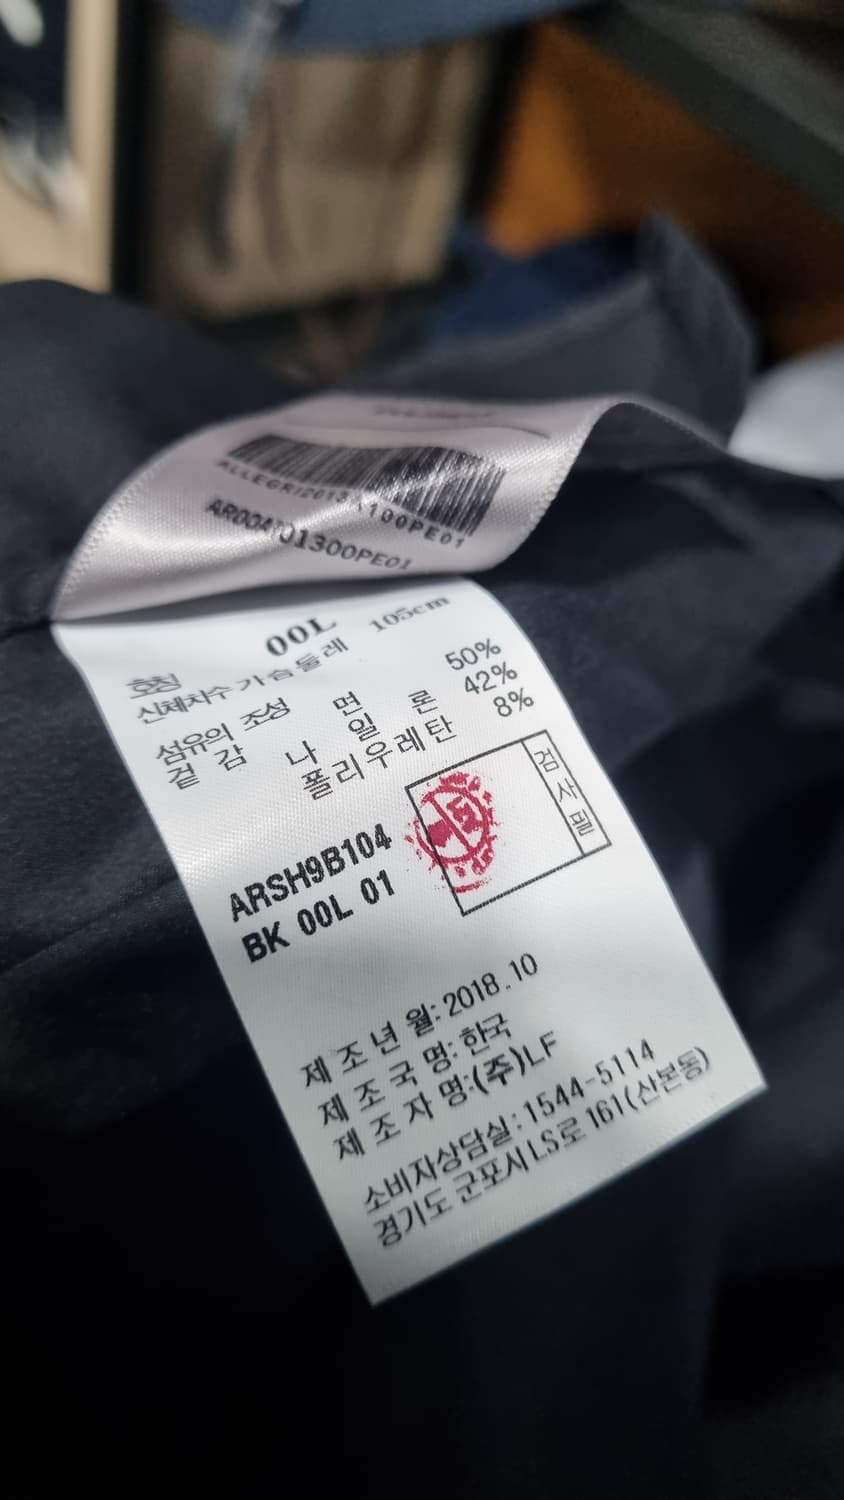 ALLEGRI2013
100PE01
01300PE01
00L
호칭
신체치수 가슴둘레 105cm
섬유의 조성 면 50%
겉 감 나 일 론 42%
폴리우레탄 8%
검사필
ARSH9B104
BK 00L 01
제 조 년 월: 2018.10
제 조 국 명: 한국
제 조 자 명:(주)LF
소비자상담실:1544-5114
경기도 군포시 LS로 161(산본동)